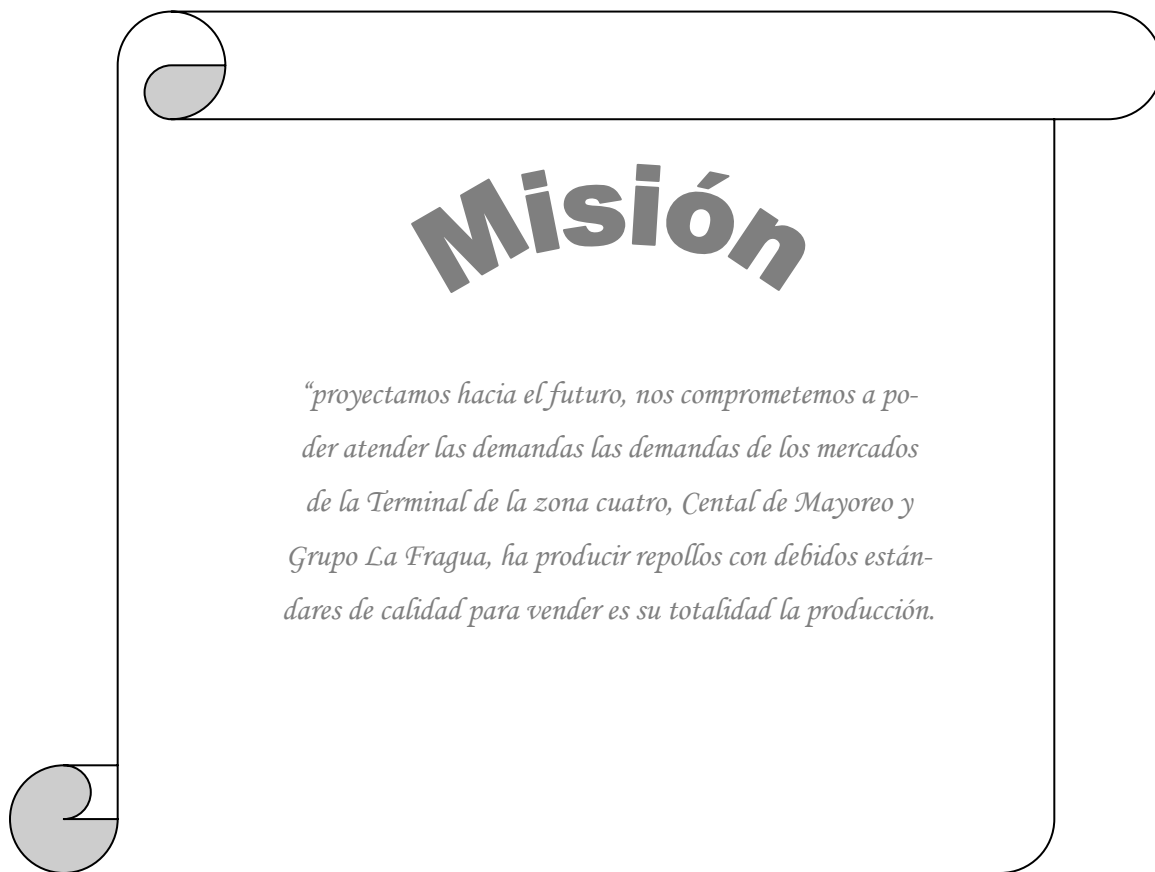 Misión
“proyectamos hacia el futuro, nos comprometemos a po-
der atender las demandas las demandas de los mercados
de la Terminal de la zona cuatro, Cental de Mayoreo y
Grupo La Fragua, ha producir repollos con debidos están-
dares de calidad para vender es su totalidad la producción.